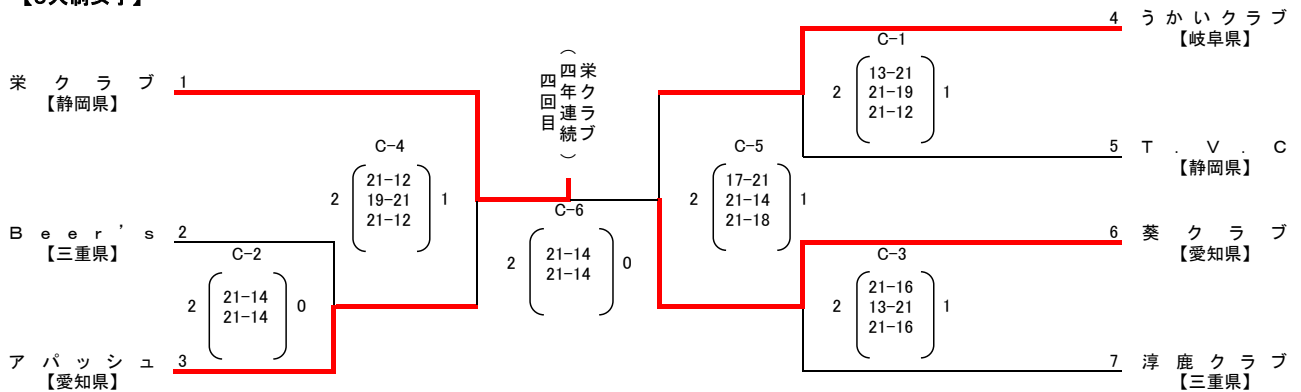 4 うかいクラブ
【岐阜県】
C-1
2
13-21
21-19
21-12
1
栄クラブ
（四年連続）
四回目
栄クラブ 1
【静岡県】
C-4
2
21-12
19-21
21-12
1
C-5
2
17-21
21-14
21-18
1
5 T.V.C
【静岡県】
C-6
2
21-14
21-14
0
Beer's 2
【三重県】
C-2
2
21-14
21-14
0
6 葵クラブ
【愛知県】
C-3
2
21-16
13-21
21-16
1
アパッシュ 3
【愛知県】
7 淳鹿クラブ
【三重県】